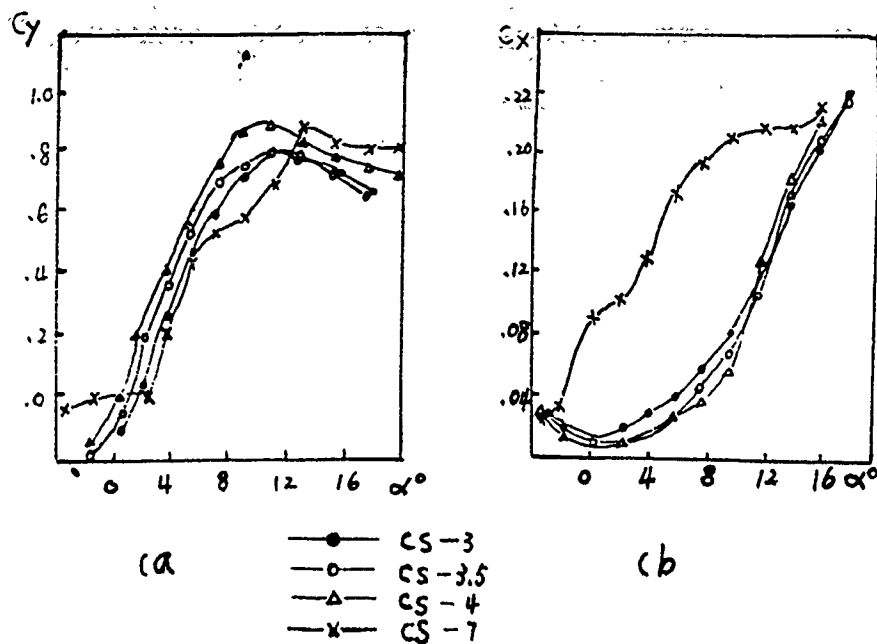 Cy
1.0
.8
.6
.4
.2
.0
0 4 8 12 16 α°
Cx
.22
.20
.16
.12
.08
.04
0 4 8 12 16 α°
(a
(b
CS-3
CS-3.5
CS-4
CS-7